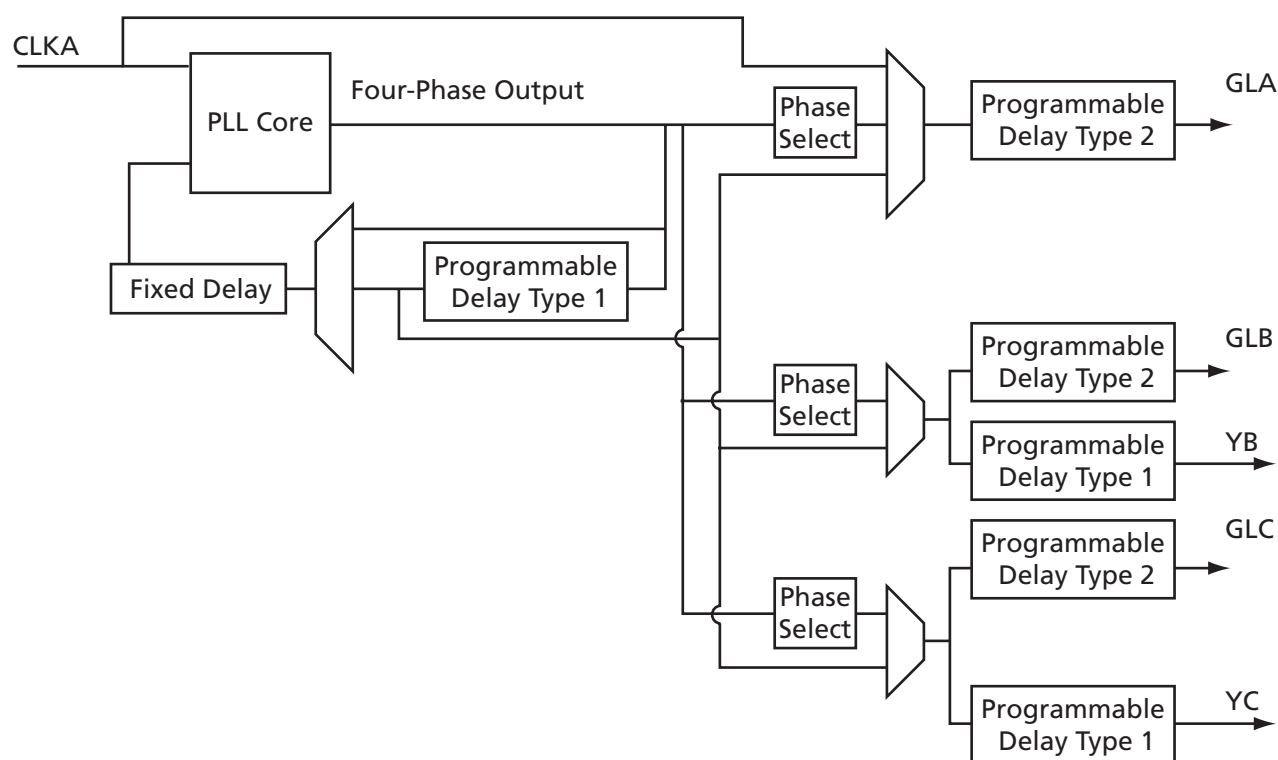 CLKA
PLL Core
Four-Phase Output
Phase
Select
Programmable
Delay Type 2
GLA
Fixed Delay
Programmable
Delay Type 1
Phase
Select
Programmable
Delay Type 2
GLB
Programmable
Delay Type 1
YB
Phase
Select
Programmable
Delay Type 2
GLC
Programmable
Delay Type 1
YC